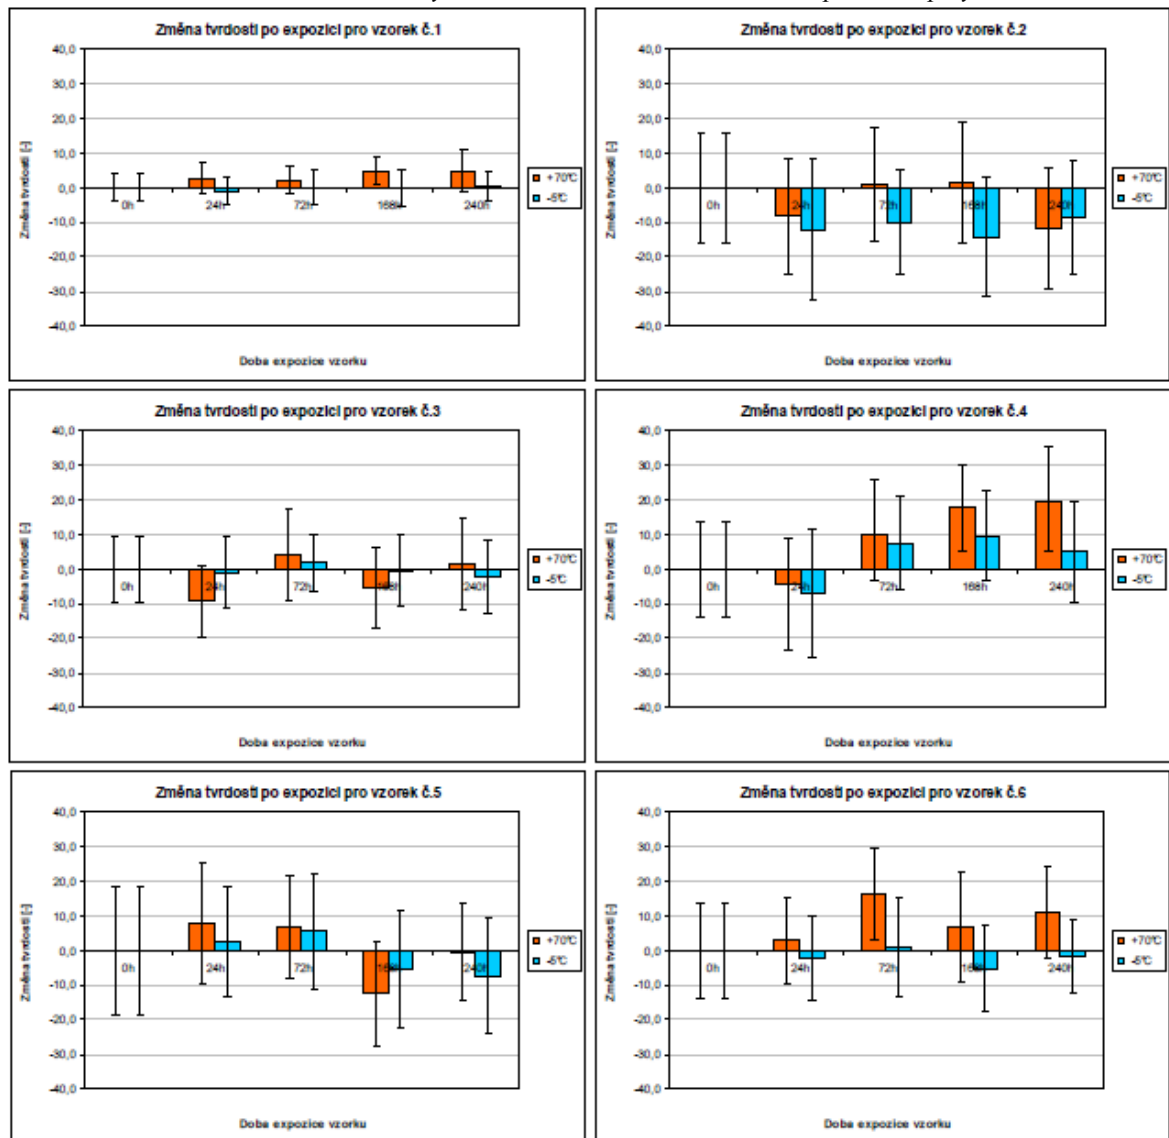 Změna tvrdosti po expozici pro vzorek č.1
40,0
30,0
20,0
10,0
0,0
-10,0
-20,0
-30,0
-40,0
Změna tvrdosti [-]
0h 24h 72h 168h 240h
+70°C
-5°C
Doba expozice vzorku
Změna tvrdosti po expozici pro vzorek č.2
40,0
30,0
20,0
10,0
0,0
-10,0
-20,0
-30,0
-40,0
Změna tvrdosti [-]
0h 24h 72h 168h 240h
+70°C
-5°C
Doba expozice vzorku
Změna tvrdosti po expozici pro vzorek č.3
40,0
30,0
20,0
10,0
0,0
-10,0
-20,0
-30,0
-40,0
Změna tvrdosti [-]
0h 24h 72h 168h 240h
+70°C
-5°C
Doba expozice vzorku
Změna tvrdosti po expozici pro vzorek č.4
40,0
30,0
20,0
10,0
0,0
-10,0
-20,0
-30,0
-40,0
Změna tvrdosti [-]
0h 24h 72h 168h 240h
+70°C
-5°C
Doba expozice vzorku
Změna tvrdosti po expozici pro vzorek č.5
40,0
30,0
20,0
10,0
0,0
-10,0
-20,0
-30,0
-40,0
Změna tvrdosti [-]
0h 24h 72h 168h 240h
+70°C
-5°C
Doba expozice vzorku
Změna tvrdosti po expozici pro vzorek č.6
40,0
30,0
20,0
10,0
0,0
-10,0
-20,0
-30,0
-40,0
Změna tvrdosti [-]
0h 24h 72h 168h 240h
+70°C
-5°C
Doba expozice vzorku